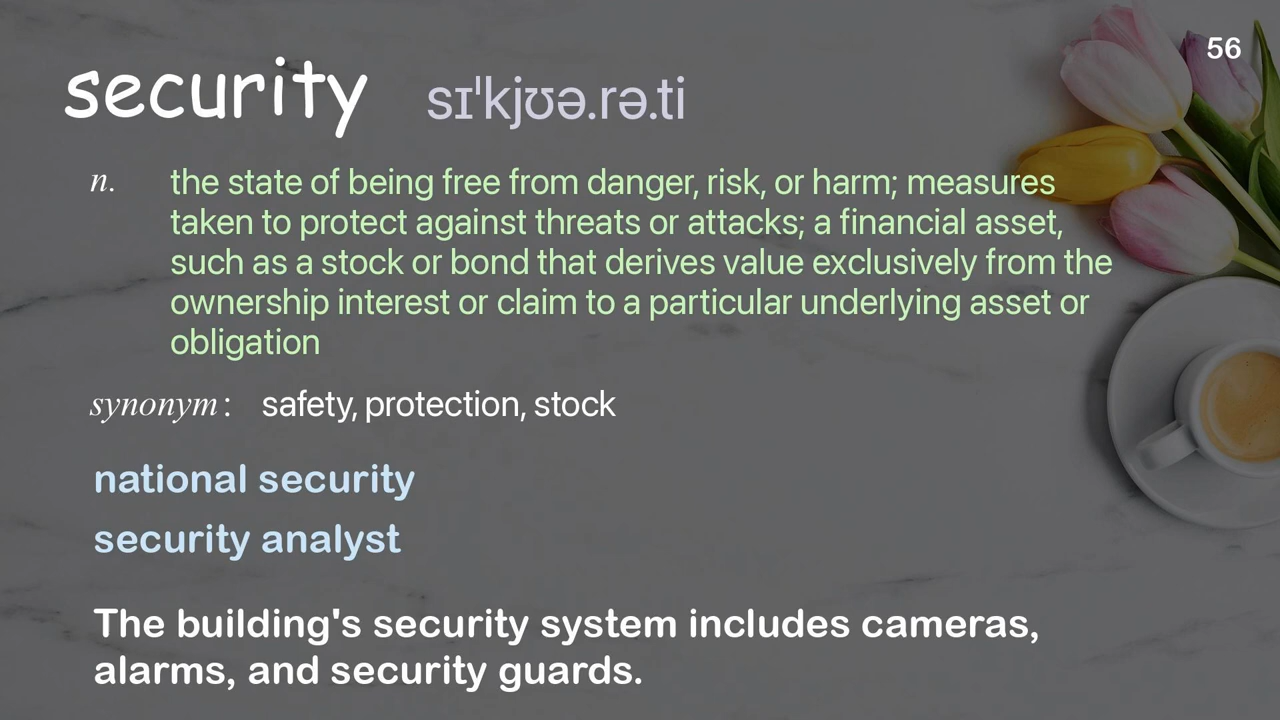 56
security sɪˈkjʊə.rə.ti
n. the state of being free from danger, risk, or harm; measures
taken to protect against threats or attacks; a financial asset,
such as a stock or bond that derives value exclusively from the
ownership interest or claim to a particular underlying asset or
obligation
synonym: safety, protection, stock
national security
security analyst
The building's security system includes cameras,
alarms, and security guards.